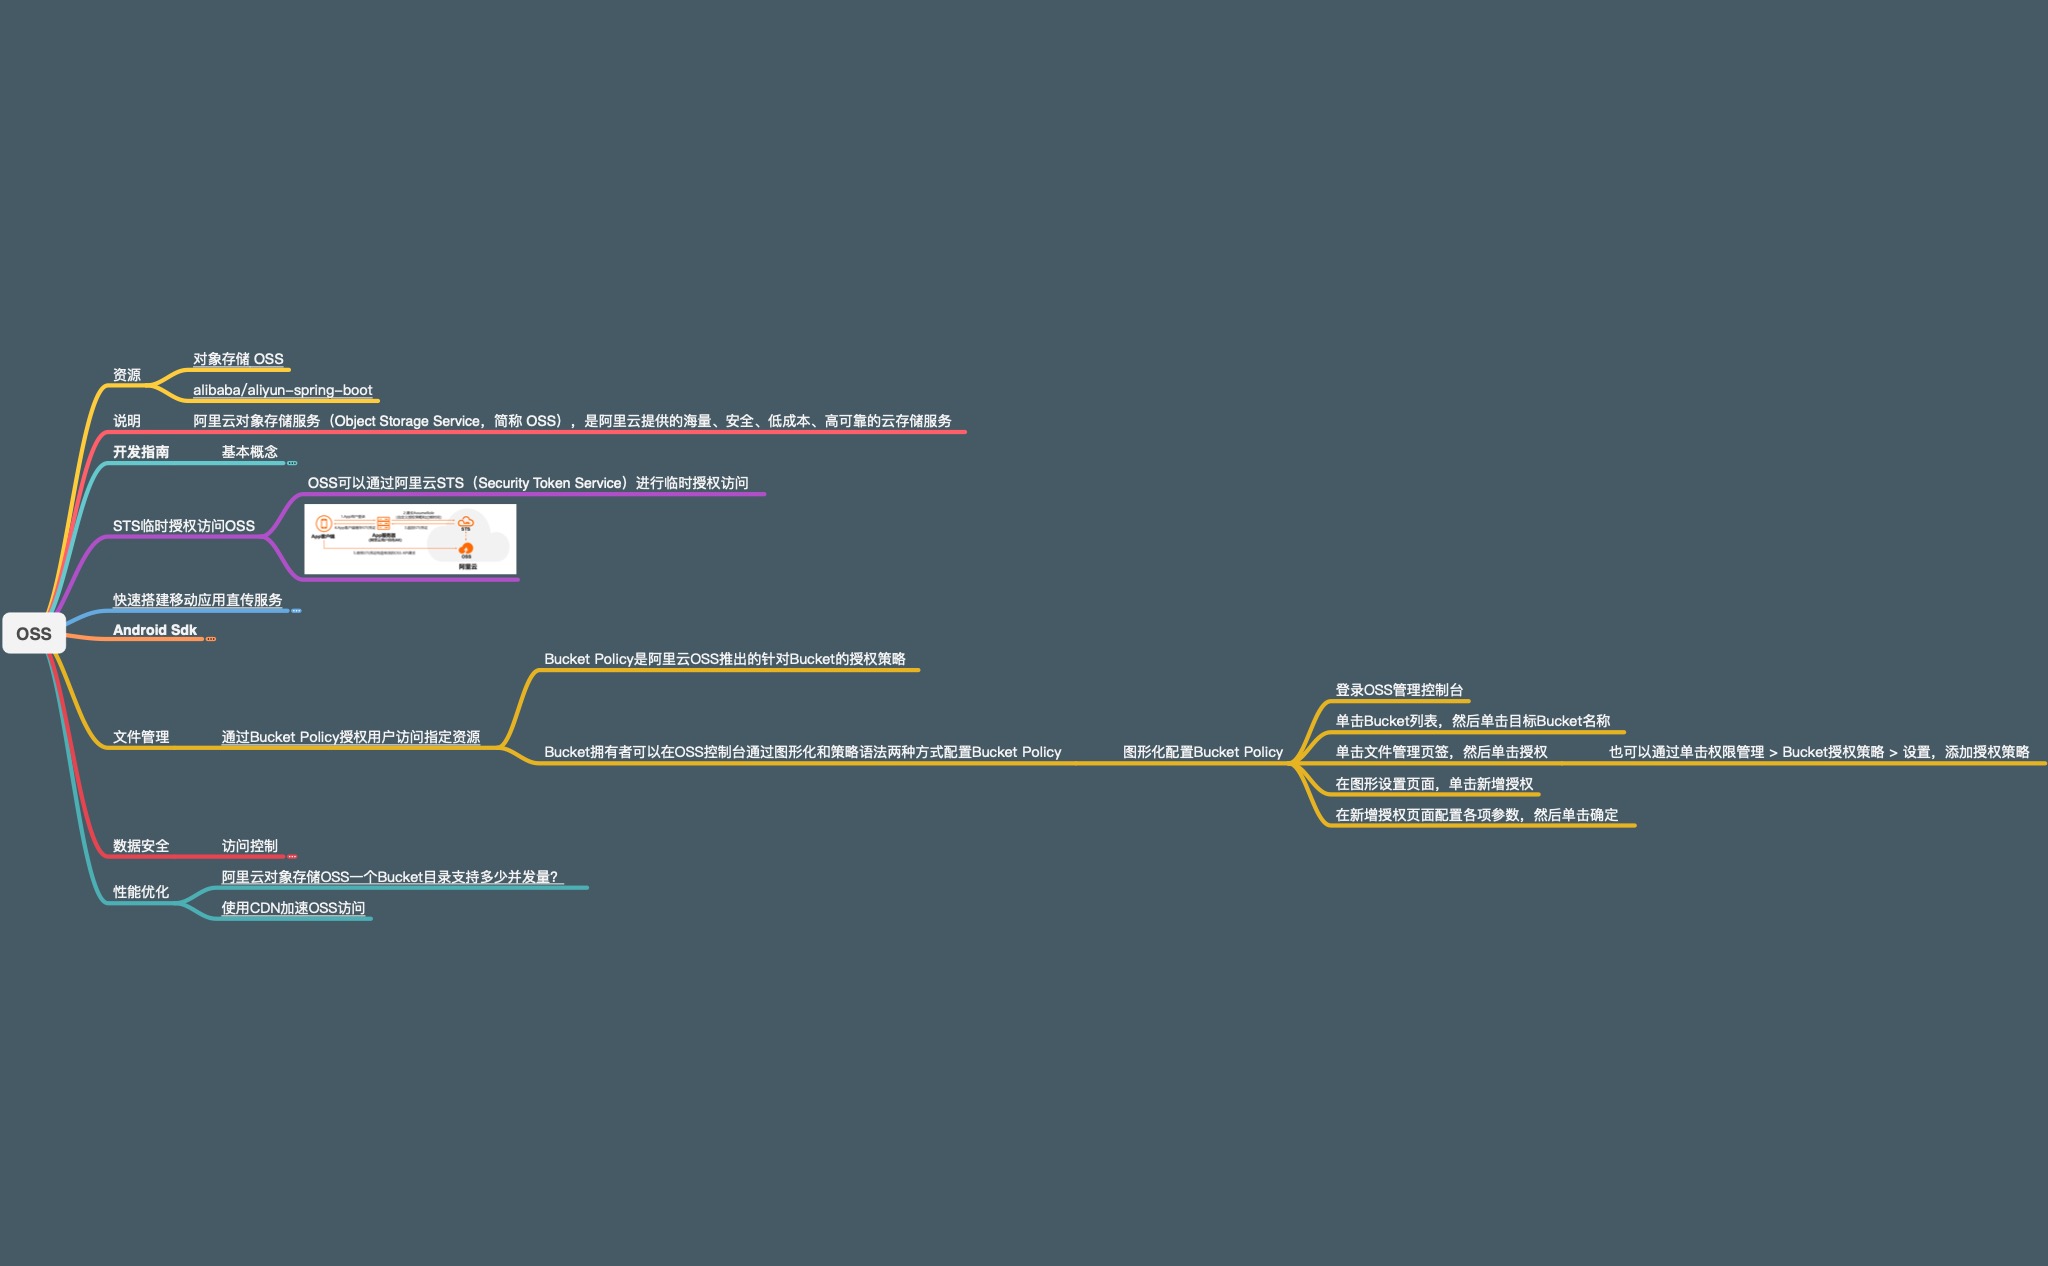 对象存储 OSS
资源
alibaba/aliyun-spring-boot
说明
阿里云对象存储服务（Object Storage Service，简称 OSS），是阿里云提供的海量、安全、低成本、高可靠的云存储服务
开发指南
基本概念
OSS可以通过阿里云STS（Security Token Service）进行临时授权访问
STS临时授权访问OSS
App客户端
App服务器
STS
OSS
阿里云
快速搭建移动应用直传服务
Android Sdk
OSS
Bucket Policy是阿里云OSS推出的针对Bucket的授权策略
文件管理
通过Bucket Policy授权用户访问指定资源
Bucket拥有者可以在OSS控制台通过图形化和策略语法两种方式配置Bucket Policy
图形化配置Bucket Policy
登录OSS管理控制台
单击Bucket列表，然后单击目标Bucket名称
单击文件管理页签，然后单击授权
也可以通过单击权限管理 > Bucket授权策略 > 设置，添加授权策略
在图形设置页面，单击新增授权
在新增授权页面配置各项参数，然后单击确定
数据安全
访问控制
阿里云对象存储OSS一个Bucket目录支持多少并发量？
性能优化
使用CDN加速OSS访问